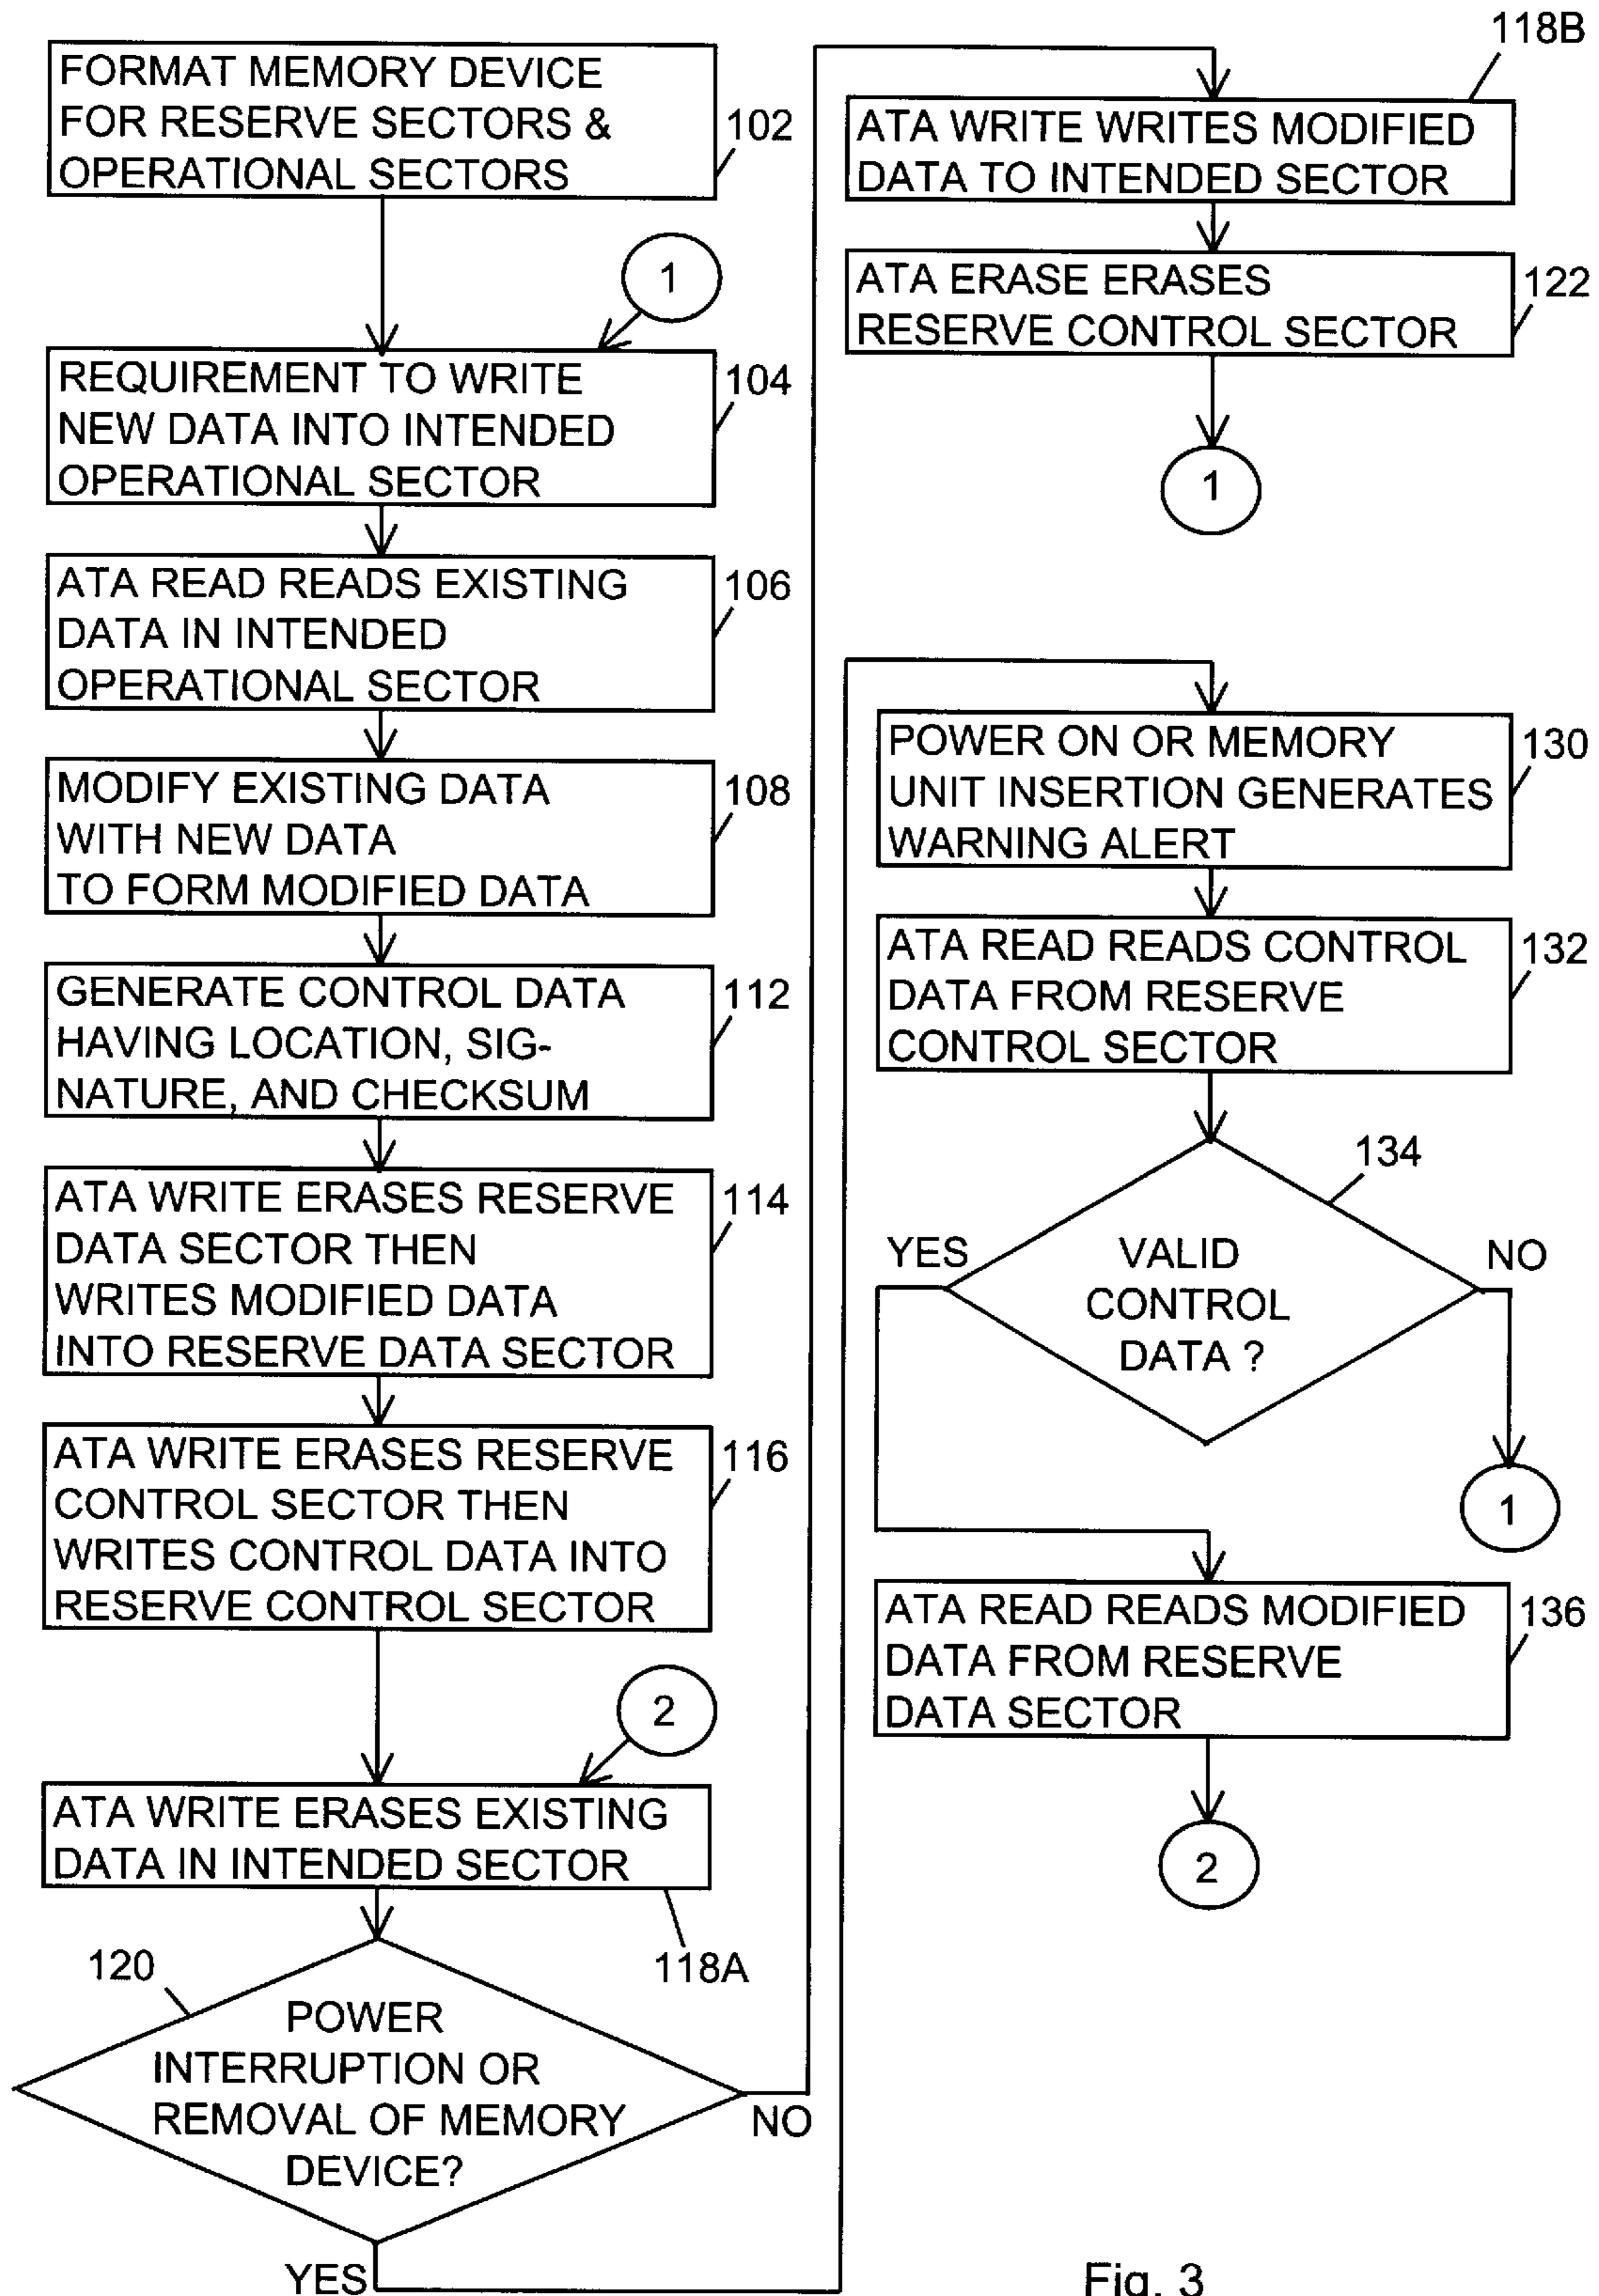 FORMAT MEMORY DEVICE
FOR RESERVE SECTORS &
OPERATIONAL SECTORS
102
1
REQUIREMENT TO WRITE
NEW DATA INTO INTENDED
OPERATIONAL SECTOR
104
ATA READ READS EXISTING
DATA IN INTENDED
OPERATIONAL SECTOR
106
MODIFY EXISTING DATA
WITH NEW DATA
TO FORM MODIFIED DATA
108
GENERATE CONTROL DATA
HAVING LOCATION, SIG-
NATURE, AND CHECKSUM
112
ATA WRITE ERASES RESERVE
DATA SECTOR THEN
WRITES MODIFIED DATA
INTO RESERVE DATA SECTOR
114
ATA WRITE ERASES RESERVE
CONTROL SECTOR THEN
WRITES CONTROL DATA INTO
RESERVE CONTROL SECTOR
116
2
ATA WRITE ERASES EXISTING
DATA IN INTENDED SECTOR
118A
120
POWER
INTERRUPTION OR
REMOVAL OF MEMORY
DEVICE?
NO
YES
118B
ATA WRITE WRITES MODIFIED
DATA TO INTENDED SECTOR
ATA ERASE ERASES
RESERVE CONTROL SECTOR
122
1
POWER ON OR MEMORY
UNIT INSERTION GENERATES
WARNING ALERT
130
ATA READ READS CONTROL
DATA FROM RESERVE
CONTROL SECTOR
132
134
YES
VALID
CONTROL
DATA ?
NO
1
ATA READ READS MODIFIED
DATA FROM RESERVE
DATA SECTOR
136
2
Fig. 3